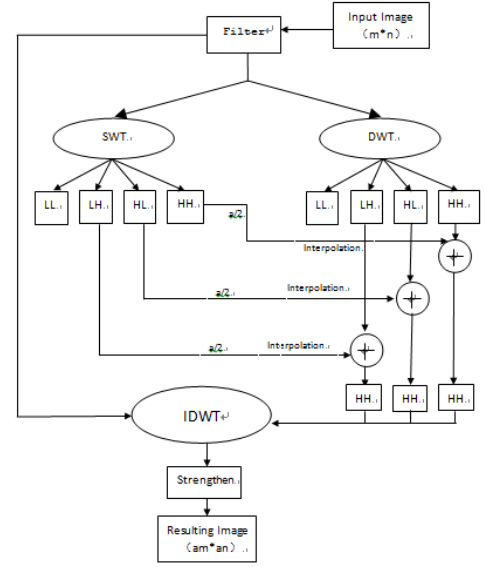 Input Image
(m*n)
Filter
SWT
DWT
LL
LH
HL
HH
LL
LH
HL
HH
a/2
Interpolation
a/2
Interpolation
a/2
Interpolation
HH
HH
HH
IDWT
Strengthen
Resulting Image
(am*an)